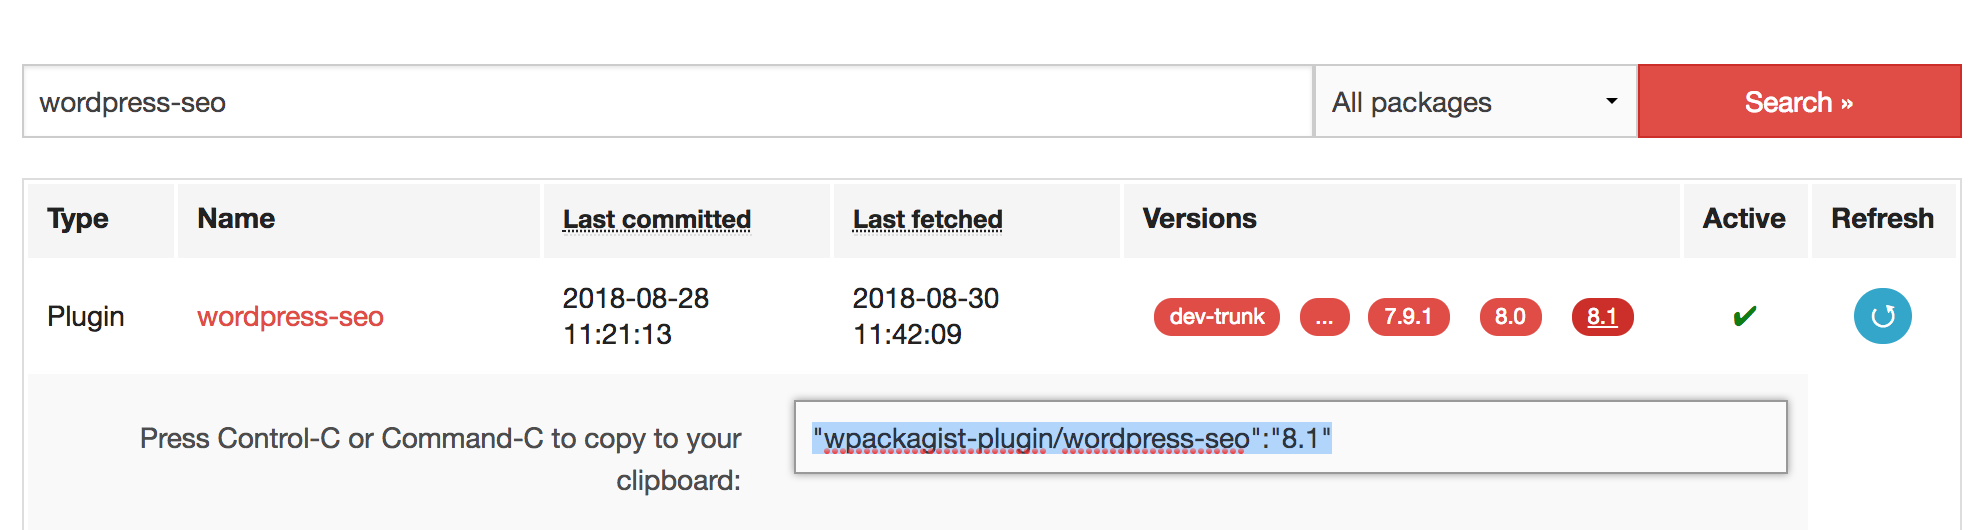 wordpress-seo
All packages
Search »
Type
Name
Last committed
Last fetched
Versions
Active
Refresh
Plugin
wordpress-seo
2018-08-28
11:21:13
2018-08-30
11:42:09
dev-trunk
...
7.9.1
8.0
8.1
✔
Press Control-C or Command-C to copy to your
clipboard:
"wpackagist-plugin/wordpress-seo":"8.1"